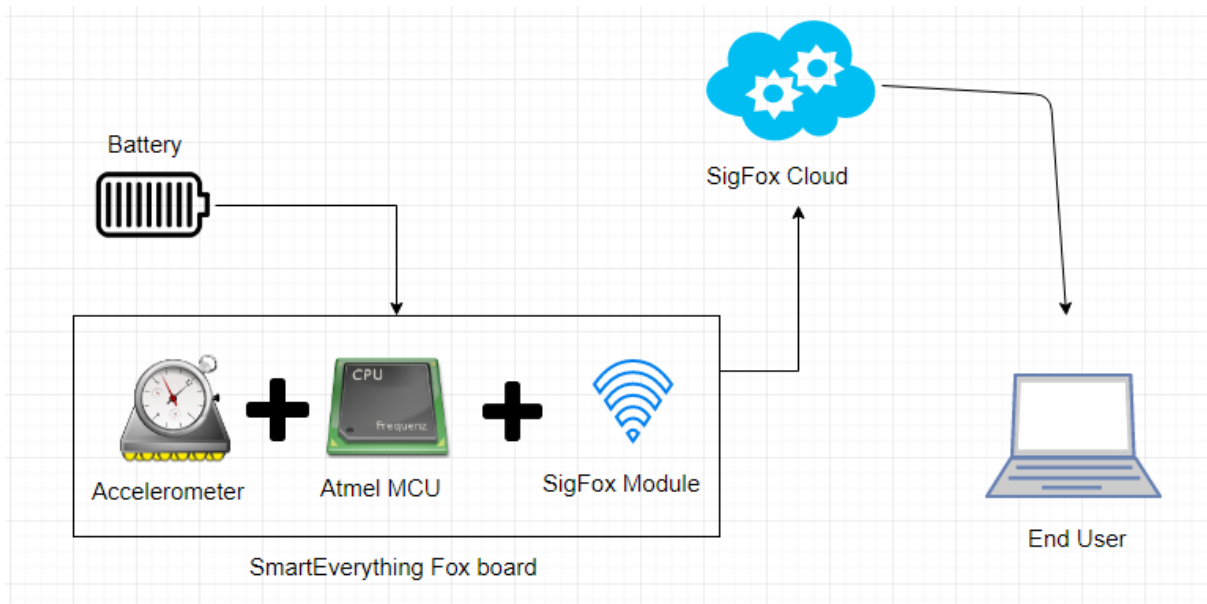 Battery
SigFox Cloud
CPU
Frequenz
Accelerometer
Atmel MCU
SigFox Module
End User
SmartEverything Fox board